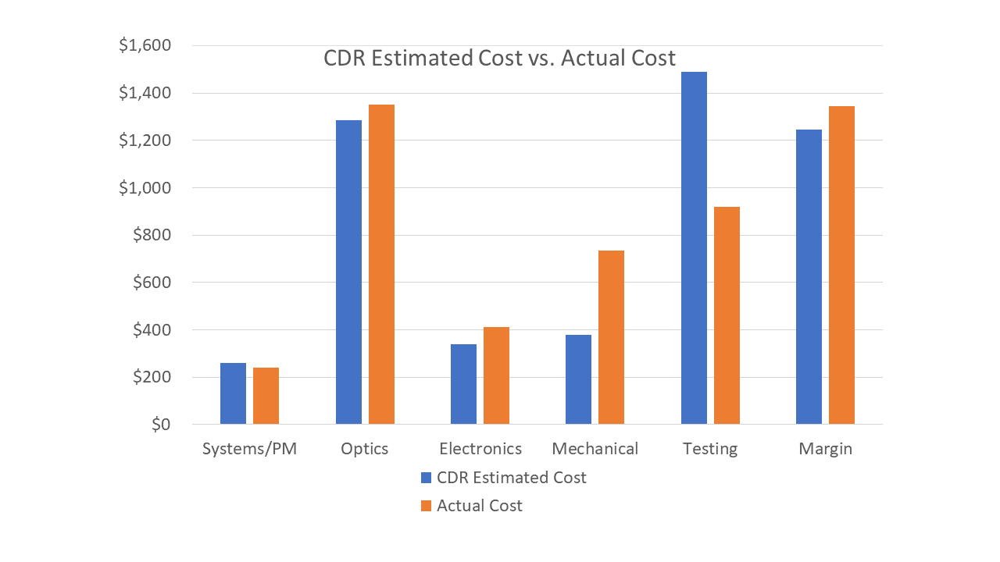 CDR Estimated Cost vs. Actual Cost
$1,600
$1,400
$1,200
$1,000
$800
$600
$400
$200
$0
Systems/PM Optics Electronics Mechanical Testing Margin
CDR Estimated Cost
Actual Cost